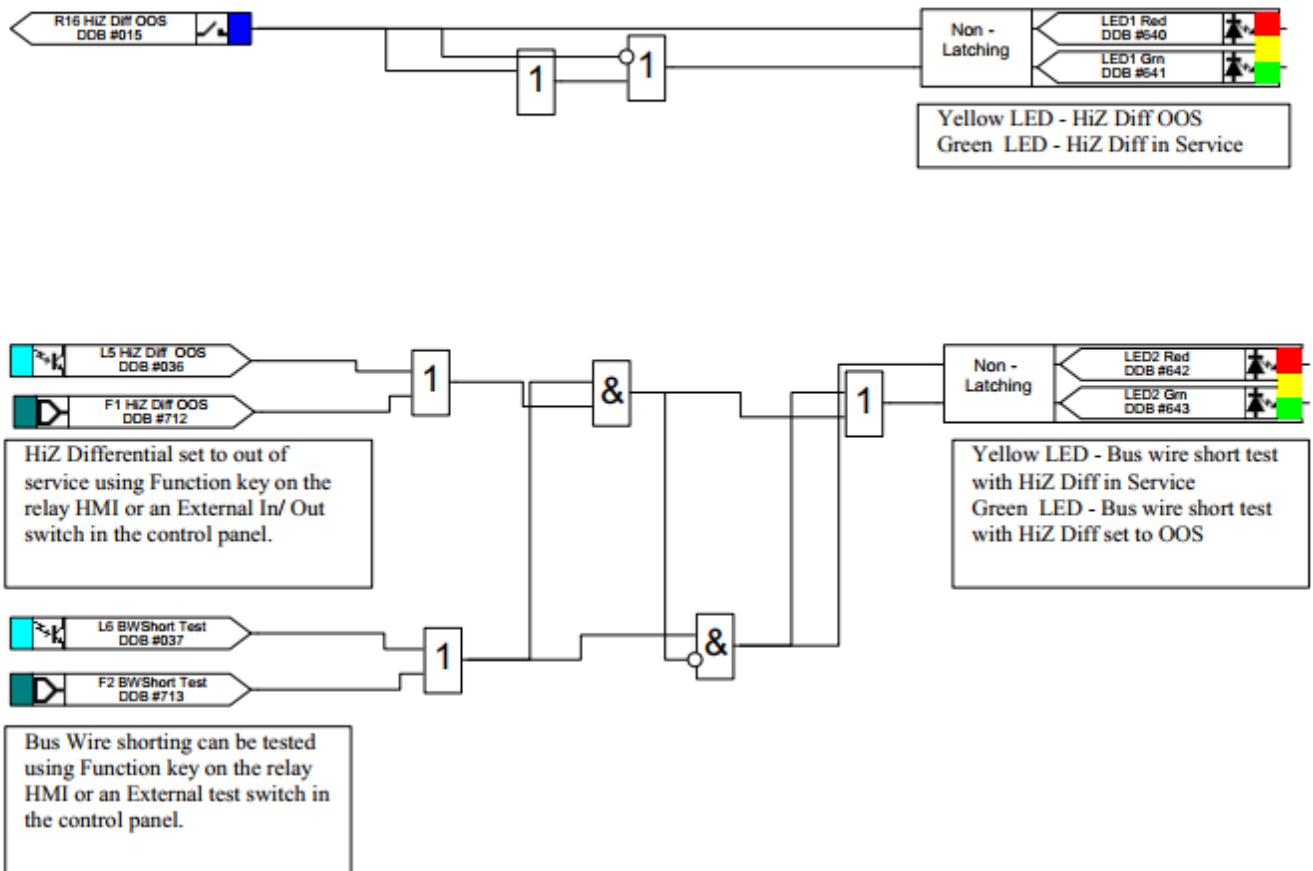 R16 HiZ Diff OOS
DDB #015
1
1
Non -
Latching
LED1 Red
DDB #640
LED1 Grn
DDB #641
Yellow LED - HiZ Diff OOS
Green LED - HiZ Diff in Service
L5 HiZ Diff OOS
DDB #036
F1 HiZ Diff OOS
DDB #712
1
&
1
Non -
Latching
LED2 Red
DDB #642
LED2 Grn
DDB #643
HiZ Differential set to out of
service using Function key on the
relay HMI or an External In/ Out
switch in the control panel.
Yellow LED - Bus wire short test
with HiZ Diff in Service
Green LED - Bus wire short test
with HiZ Diff set to OOS
L6 BWShort Test
DDB #037
F2 BWShort Test
DDB #713
1
&
Bus Wire shorting can be tested
using Function key on the relay
HMI or an External test switch in
the control panel.